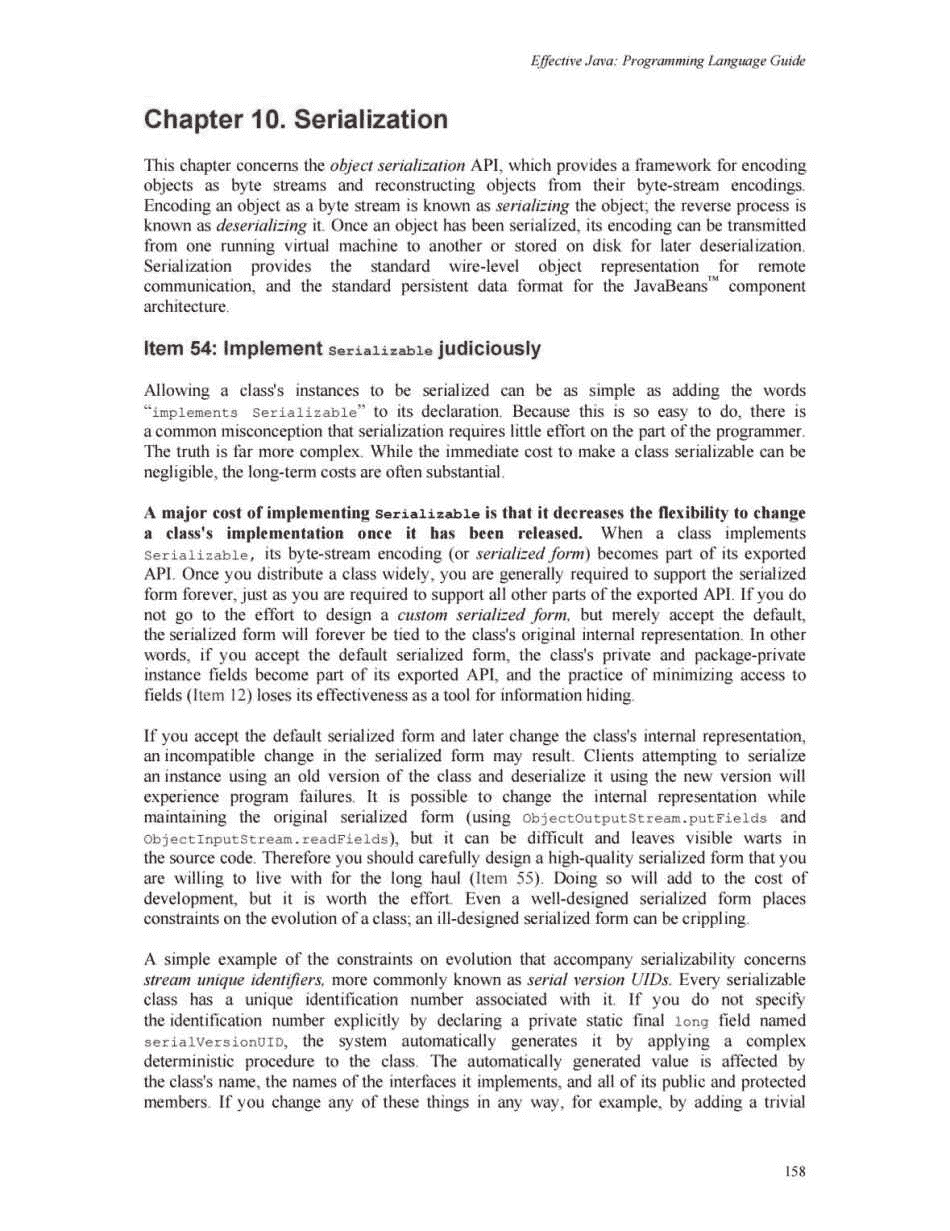 Effective Java: Programming Language Guide
Chapter 10. Serialization
This chapter concerns the object serialization API, which provides a framework for encoding
objects as byte streams and reconstructing objects from their byte-stream encodings.
Encoding an object as a byte stream is known as serializing the object; the reverse process is
known as deserializing it. Once an object has been serialized, its encoding can be transmitted
from one running virtual machine to another or stored on disk for later deserialization.
Serialization provides the standard wire-level object representation for remote
communication, and the standard persistent data format for the JavaBeans™ component
architecture.
Item 54: Implement Serializable judiciously
Allowing a class's instances to be serialized can be as simple as adding the words
“implements Serializable” to its declaration. Because this is so easy to do, there is
a common misconception that serialization requires little effort on the part of the programmer.
The truth is far more complex. While the immediate cost to make a class serializable can be
negligible, the long-term costs are often substantial.
A major cost of implementing Serializable is that it decreases the flexibility to change
a class's implementation once it has been released. When a class implements
Serializable, its byte-stream encoding (or serialized form) becomes part of its exported
API. Once you distribute a class widely, you are generally required to support the serialized
form forever, just as you are required to support all other parts of the exported API. If you do
not go to the effort to design a custom serialized form, but merely accept the default,
the serialized form will forever be tied to the class's original internal representation. In other
words, if you accept the default serialized form, the class's private and package-private
instance fields become part of its exported API, and the practice of minimizing access to
fields (Item 12) loses its effectiveness as a tool for information hiding.
If you accept the default serialized form and later change the class's internal representation,
an incompatible change in the serialized form may result. Clients attempting to serialize
an instance using an old version of the class and deserialize it using the new version will
experience program failures. It is possible to change the internal representation while
maintaining the original serialized form (using ObjectOutputStream.putFields and
ObjectInputStream.readFields), but it can be difficult and leaves visible warts in
the source code. Therefore you should carefully design a high-quality serialized form that you
are willing to live with for the long haul (Item 55). Doing so will add to the cost of
development, but it is worth the effort. Even a well-designed serialized form places
constraints on the evolution of a class; an ill-designed serialized form can be crippling.
A simple example of the constraints on evolution that accompany serializability concerns
stream unique identifiers, more commonly known as serial version UIDs. Every serializable
class has a unique identification number associated with it. If you do not specify
the identification number explicitly by declaring a private static final long field named
serialVersionUID, the system automatically generates it by applying a complex
deterministic procedure to the class. The automatically generated value is affected by
the class's name, the names of the interfaces it implements, and all of its public and protected
members. If you change any of these things in any way, for example, by adding a trivial
158